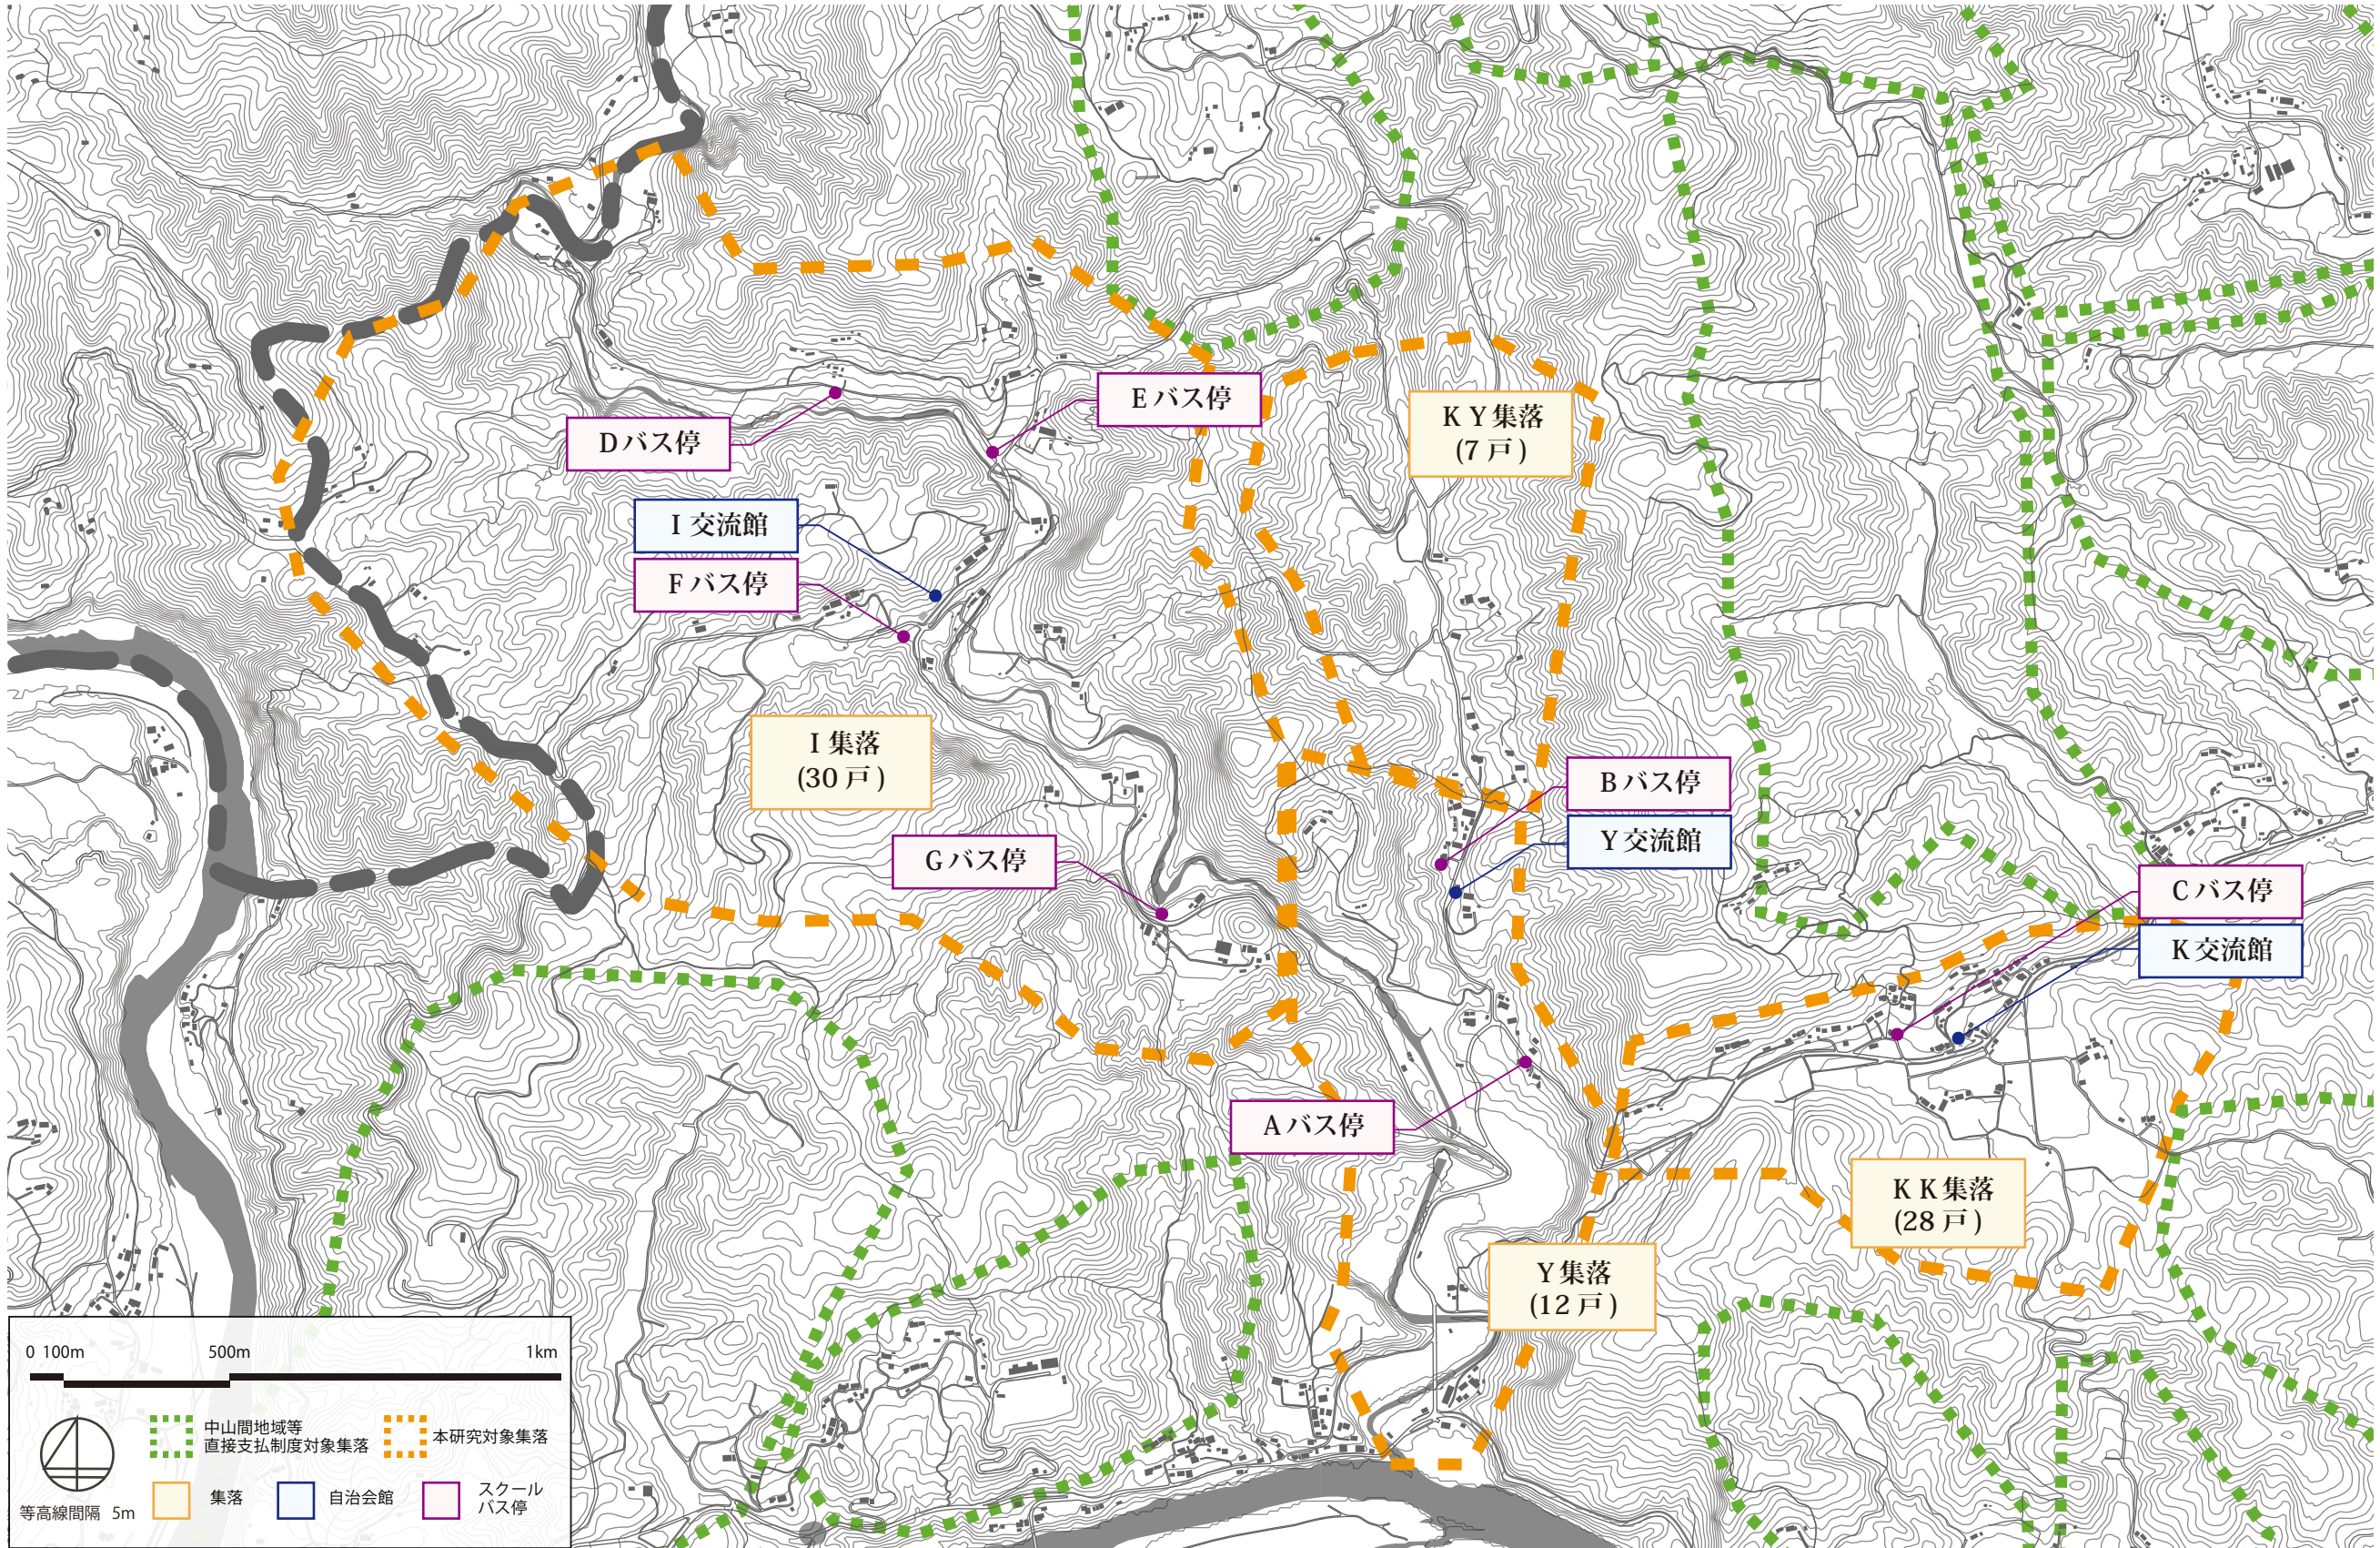 Eバス停
KY集落
(7戸)
Dバス停
I 交流館
Fバス停
I 集落
(30戸)
Bバス停
Y交流館
Gバス停
Cバス停
K交流館
Aバス停
KK集落
(28戸)
Y集落
(12戸)
0 100m 500m 1km
中山間地域等
直接支払制度対象集落
本研究対象集落
集落
自治会館
スクール
バス停
等高線間隔 5m